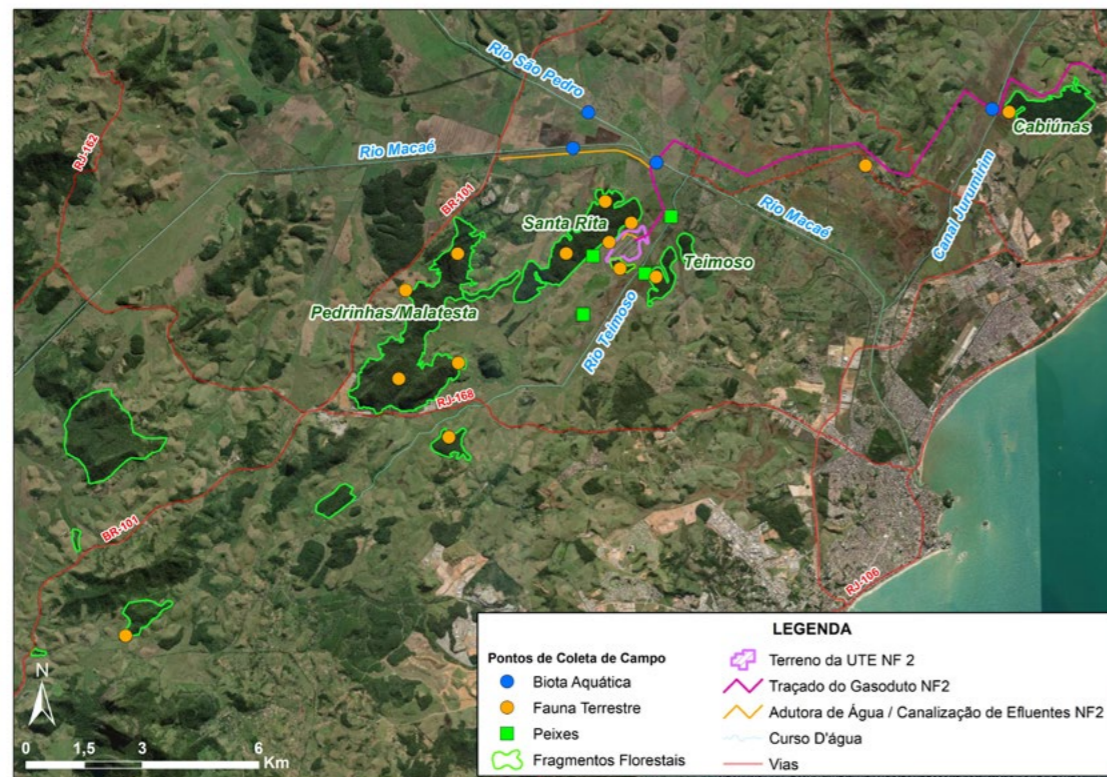 Rio São Pedro
Cabiúnas
RJ-162
Rio Macaé
BR-101
Rio Macaé
Canal Jurumirim
Santa Rita
Teimoso
Pedrinhas/Malatesta
Rio Teimoso
RJ-168
BR-101
RJ-106
N
0 1,5 3 6
Km
LEGENDA
Pontos de Coleta de Campo
Biota Aquática
Fauna Terrestre
Peixes
Fragmentos Florestais
Terreno da UTE NF 2
Traçado do Gasoduto NF2
Adutora de Água / Canalização de Efluentes NF2
Curso D'água
Vias